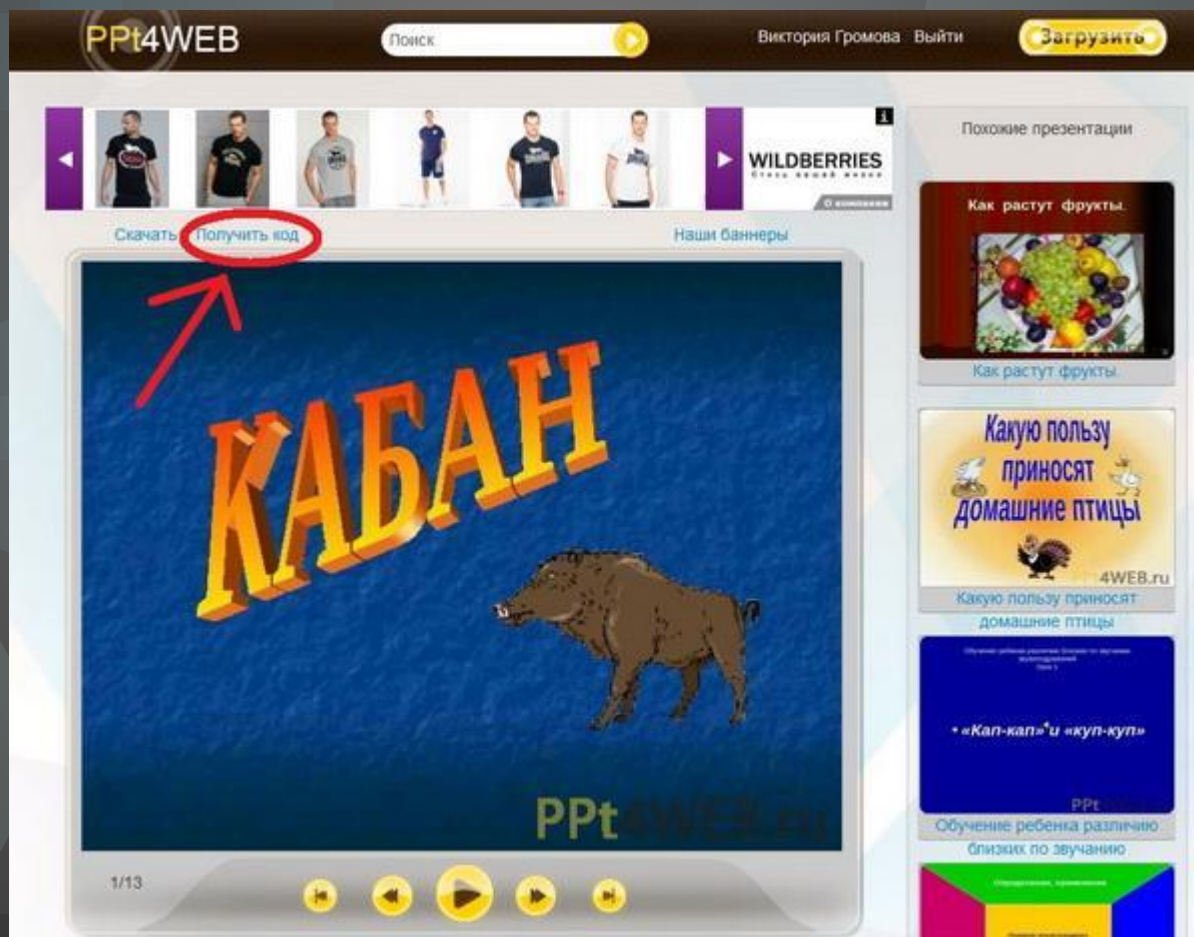 PPt4WEB
Поиск
Виктория Громова Выйти
Загрузить
WILDBERRIES
О компании
Скачать Получить код
Наши баннеры
КАБАН
PPt4WEB.ru
1/13
Похожие презентации
Как растут фрукты.
Как растут фрукты.
Какую пользу
приносят
домашние птицы
4WEB.ru
Какую пользу приносят
домашние птицы
• «Кап-кап» и «куп-куп»
PPt
Обучение ребенка различию
близких по звучанию